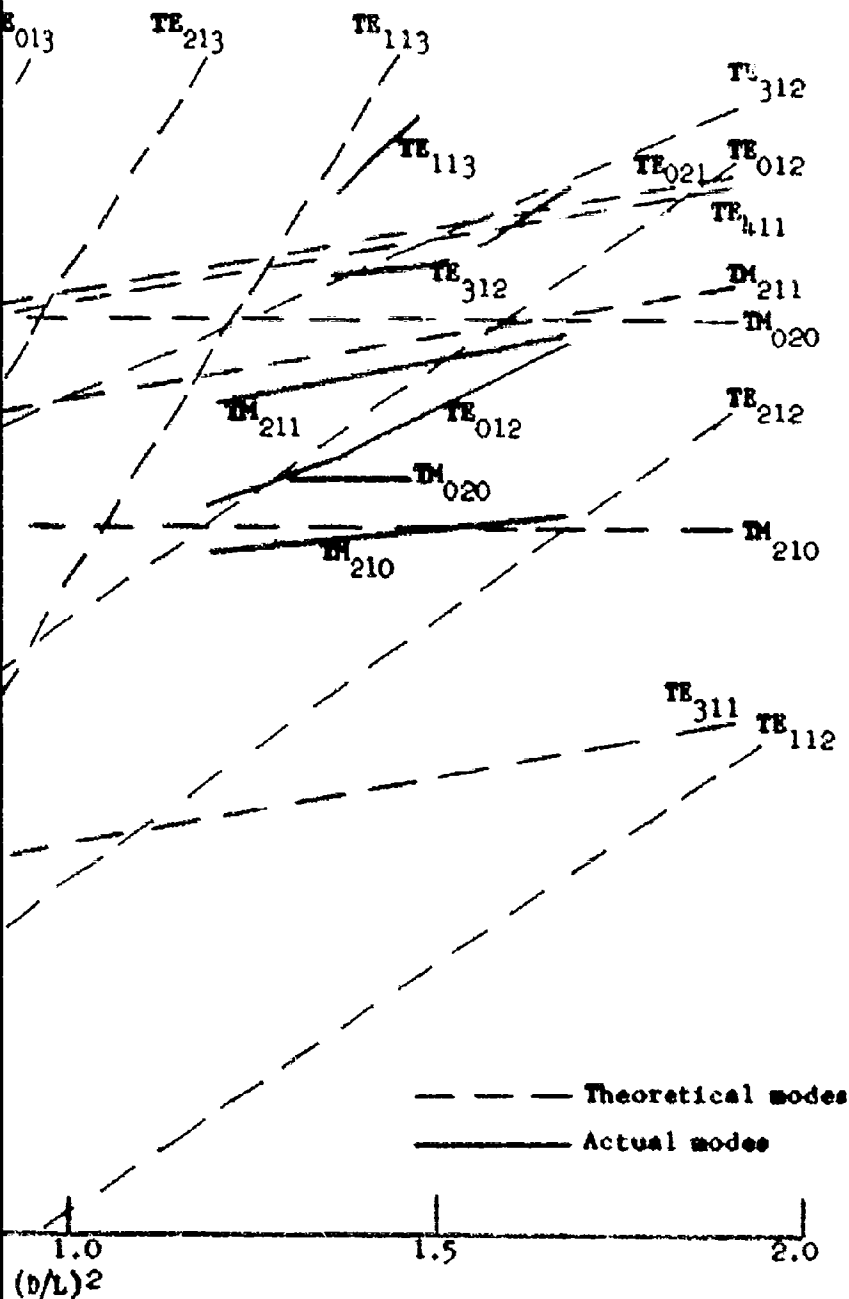 E013 TE213 TE113
TE312
TE113 TE021 TE012
TE411
TE312 TM211
TM020
TM211 TE012 TE212
TM020
TM210 TM210
TE311 TE112
Theoretical modes
Actual modes
1.0 1.5 2.0
(D/L)2